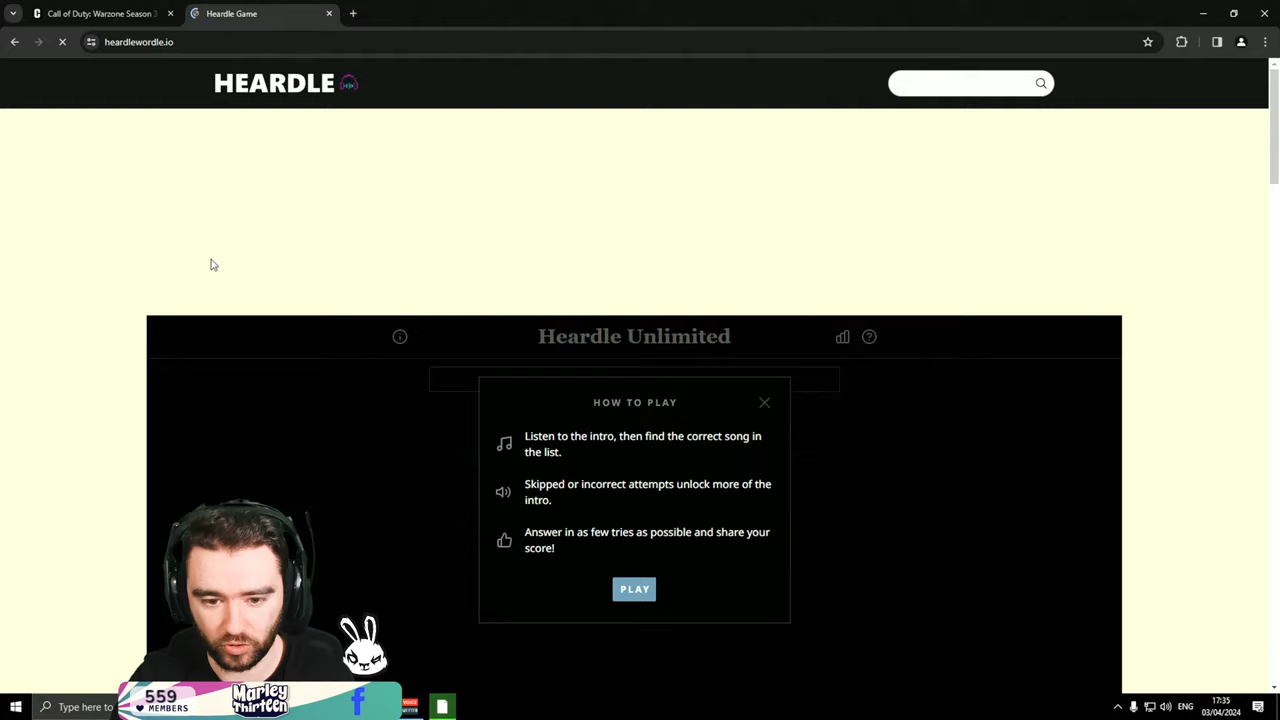 Call of Duty: Warzone Season 3
Heardle Game
heardlewordle.io
HEARDLE
Heardle Unlimited
HOW TO PLAY
Listen to the intro, then find the correct song in
the list.
Skipped or incorrect attempts unlock more of the
intro.
Answer in as few tries as possible and share your
score!
PLAY
559
MEMBERS
Marley
Thirteen
Type here to
VOICE
ENG
17:35
03/04/2024